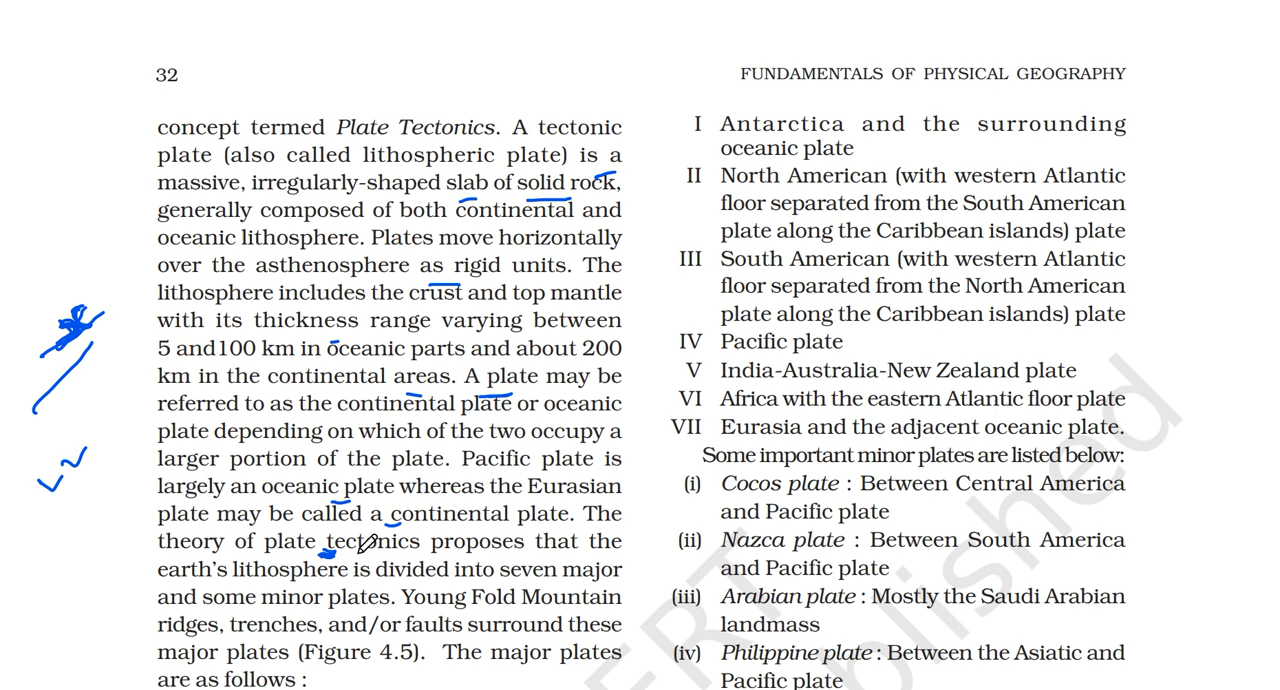 32
FUNDAMENTALS OF PHYSICAL GEOGRAPHY
concept termed Plate Tectonics. A tectonic
plate (also called lithospheric plate) is a
massive, irregularly-shaped slab of solid rock,
generally composed of both continental and
oceanic lithosphere. Plates move horizontally
over the asthenosphere as rigid units. The
lithosphere includes the crust and top mantle
with its thickness range varying between
5 and100 km in oceanic parts and about 200
km in the continental areas. A plate may be
referred to as the continental plate or oceanic
plate depending on which of the two occupy a
larger portion of the plate. Pacific plate is
largely an oceanic plate whereas the Eurasian
plate may be called a continental plate. The
theory of plate tectonics proposes that the
earth's lithosphere is divided into seven major
and some minor plates. Young Fold Mountain
ridges, trenches, and/or faults surround these
major plates (Figure 4.5). The major plates
are as follows :
I Antarctica and the surrounding
oceanic plate
II North American (with western Atlantic
floor separated from the South American
plate along the Caribbean islands) plate
III South American (with western Atlantic
floor separated from the North American
plate along the Caribbean islands) plate
IV Pacific plate
V India-Australia-New Zealand plate
VI Africa with the eastern Atlantic floor plate
VII Eurasia and the adjacent oceanic plate.
Some important minor plates are listed below:
(i) Cocos plate : Between Central America
and Pacific plate
(ii) Nazca plate : Between South America
and Pacific plate
(iii) Arabian plate : Mostly the Saudi Arabian
landmass
(iv) Philippine plate : Between the Asiatic and
Pacific plate